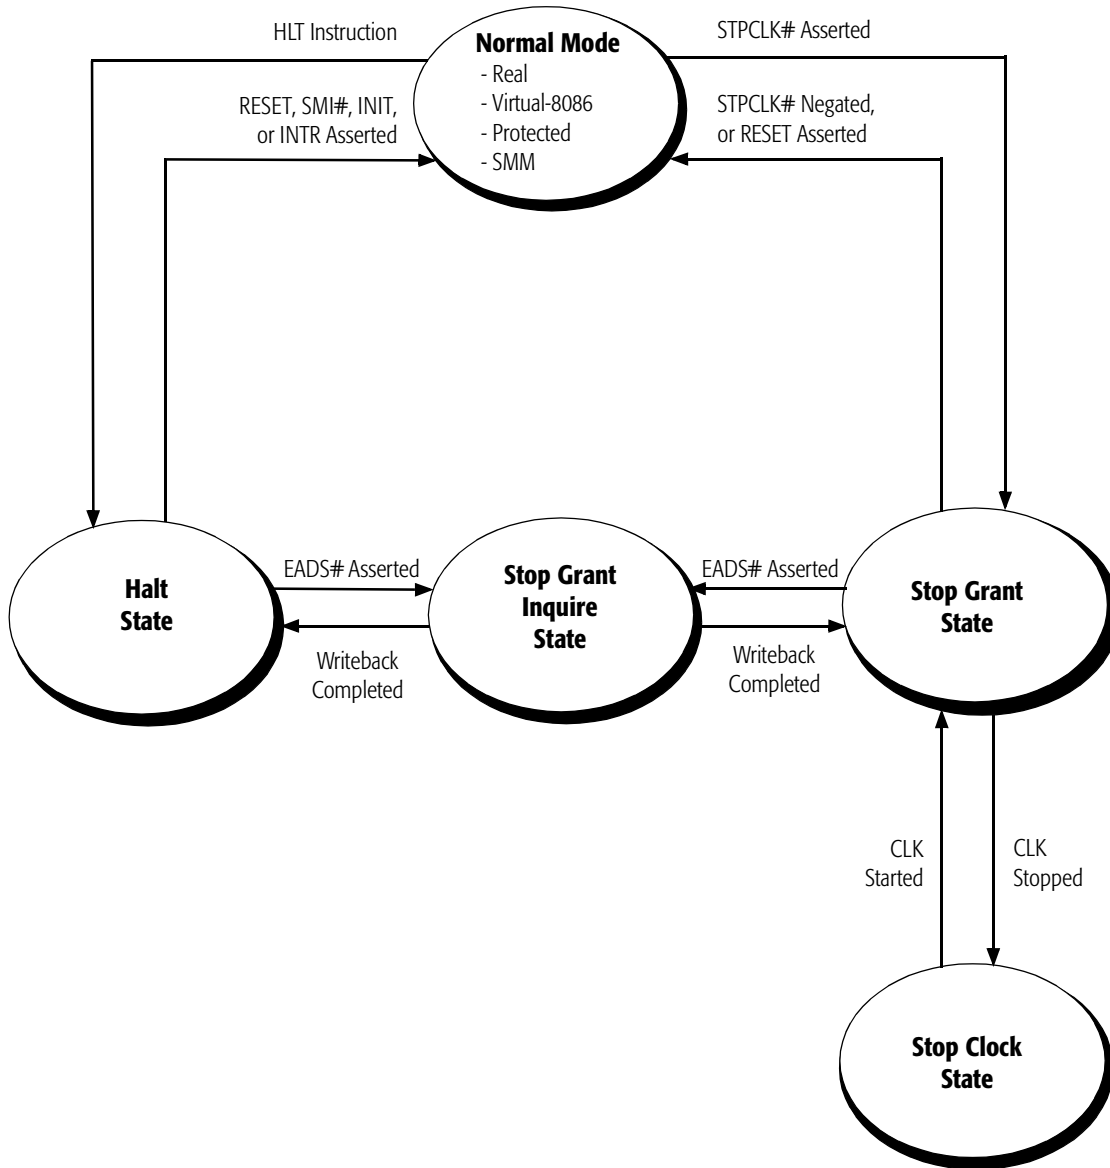 HLT Instruction
Normal Mode
- Real
- Virtual-8086
- Protected
- SMM
STPCLK# Asserted
RESET, SMI#, INIT,
or INTR Asserted
STPCLK# Negated,
or RESET Asserted
Halt
State
EADS# Asserted
Writeback
Completed
Stop Grant
Inquire
State
EADS# Asserted
Writeback
Completed
Stop Grant
State
CLK
Started
CLK
Stopped
Stop Clock
State